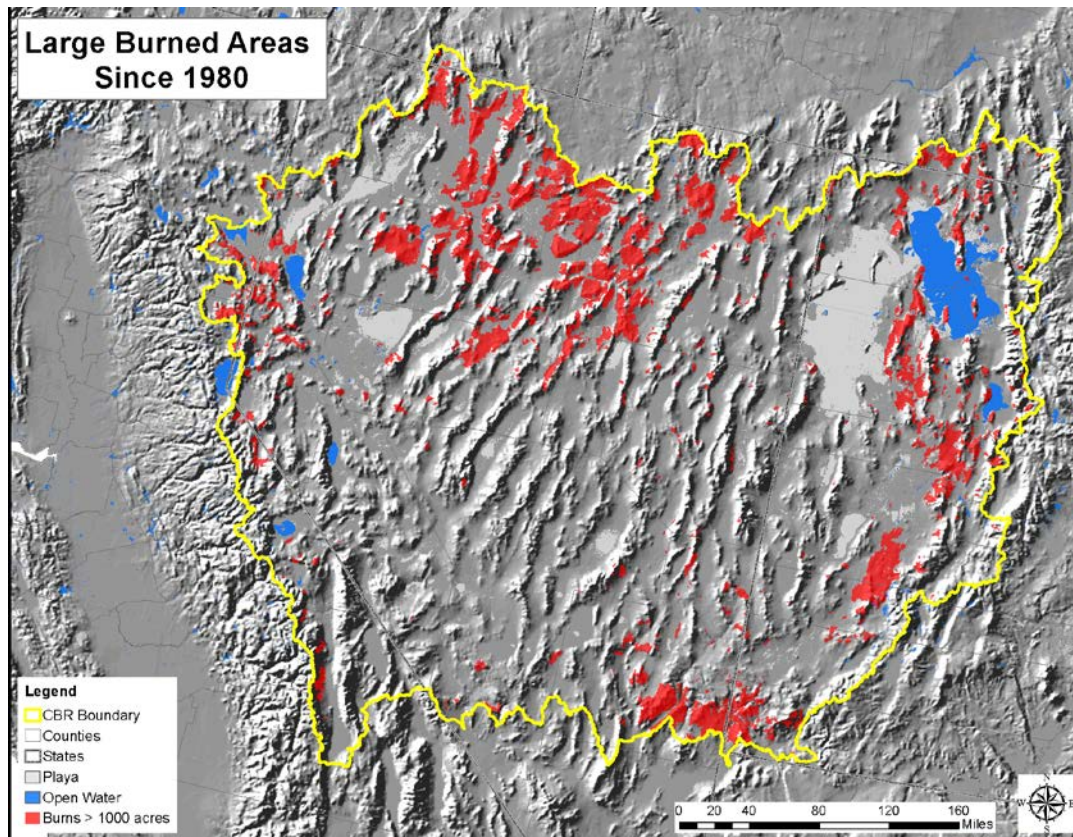 Large Burned Areas
Since 1980
Legend
CBR Boundary
Counties
States
Playa
Open Water
Burns > 1000 acres
0 20 40 80 120 160
Miles
N
W E
S